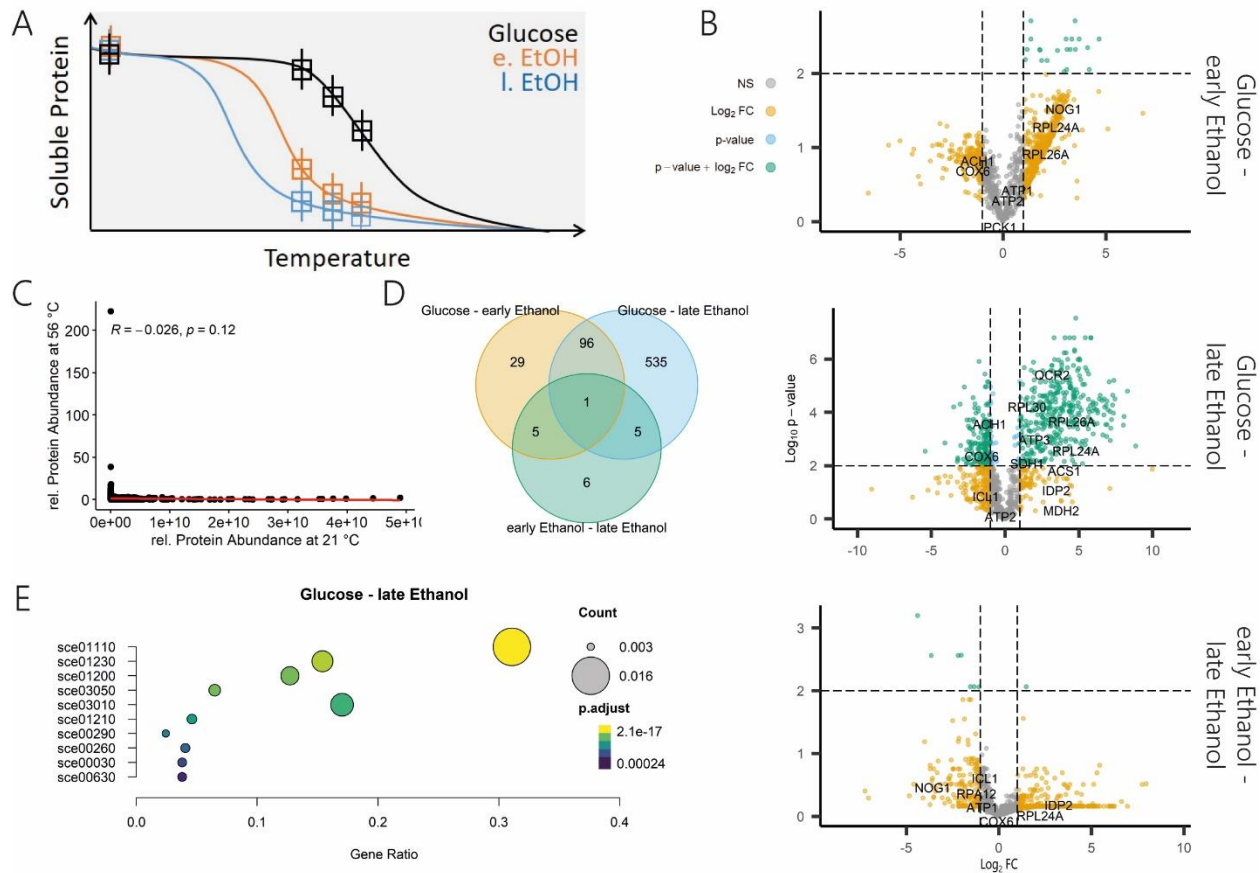 A
Soluble Protein
Glucose
e. EtOH
l. EtOH
Temperature
B
NS
Log₂ FC
p-value
p − value + log₂ FC
2
1
0
NOG1
RPL24A
RPL26A
ACH1
COX6
ATP1
ATP2
PCK1
-5
0
5
Glucose -
early Ethanol
C
rel. Protein Abundance at 56 °C
R = −0.026, p = 0.12
200
150
100
50
0
0e+00
1e+10
2e+10
3e+10
4e+10
5e+10
rel. Protein Abundance at 21 °C
D
Glucose - early Ethanol
Glucose - late Ethanol
29
96
535
1
5
5
6
early Ethanol - late Ethanol
Log₁₀ p − value
6
4
2
0
QCR2
RPL30
ACH1
RPL26A
ATP3
RPL24A
COX6
SDH1
ACS1
IDP2
ICL1
MDH2
ATP2
-10
-5
0
5
10
Glucose -
late Ethanol
E
Glucose - late Ethanol
sce01110
sce01230
sce01200
sce03050
sce03010
sce01210
sce00290
sce00260
sce00030
sce00630
0.0
0.1
0.2
0.3
0.4
Gene Ratio
Count
0.003
0.016
p.adjust
2.1e-17
0.00024
3
2
1
0
ICL1
NOG1
RPA12
ATP1
IDP2
RPL24A
COX6
-5
0
5
10
Log₂ FC
early Ethanol -
late Ethanol